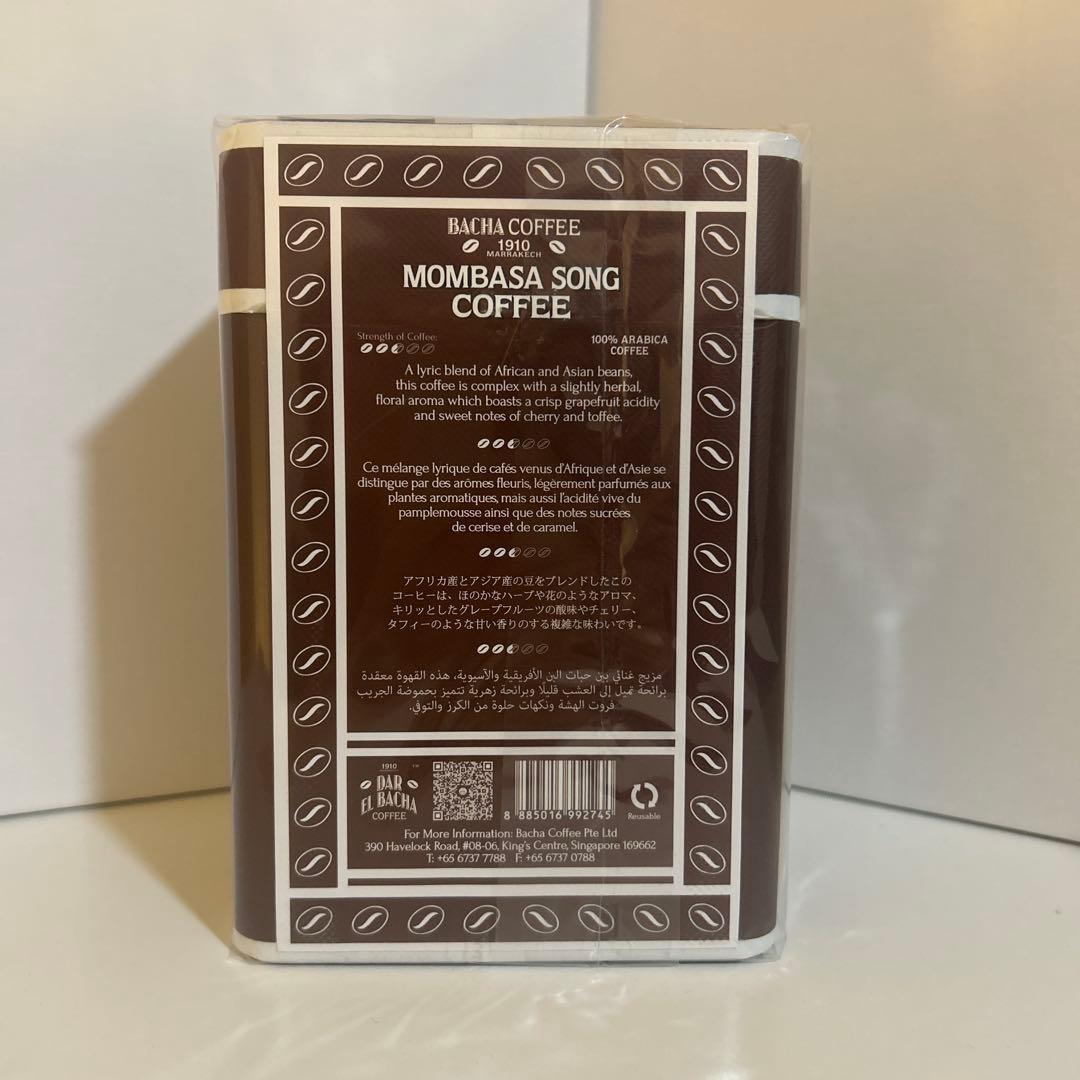 BACHA COFFEE
1910
MARRAKECH
MOMBASA SONG
COFFEE
Strength of Coffee:
100% ARABICA
COFFEE
A lyric blend of African and Asian beans,
this coffee is complex with a slightly herbal,
floral aroma which boasts a crisp grapefruit acidity
and sweet notes of cherry and toffee.
Ce mélange lyrique de cafés venus d'Afrique et d'Asie se
distingue par des arômes fleuris, légèrement parfumés aux
plantes aromatiques, mais aussi l'acidité vive du
pamplemousse ainsi que des notes sucrées
de cerise et de caramel.
アフリカ産とアジア産の豆をブレンドしたこの
コーヒーは、ほのかなハーブや花のようなアロマ、
キリッとしたグレープフルーツの酸味やチェリー、
タフィーのような甘い香りのする複雑な味わいです。
مزيج غنائي بين حبات البن الأفريقية والآسيوية، هذه القهوة معقدة
برائحة تميل إلى العشب قليلًا وبرائحة زهرية تتميز بحموضة الجريب
فروت الهشة ونكهات حلوة من الكرز والتوفي.
1910
DAR
EL BACHA
COFFEE
8 885016 992745
Reusable
For More Information: Bacha Coffee Pte Ltd
390 Havelock Road, #08-06, King's Centre, Singapore 169662
T: +65 6737 7788 F: +65 6737 0788